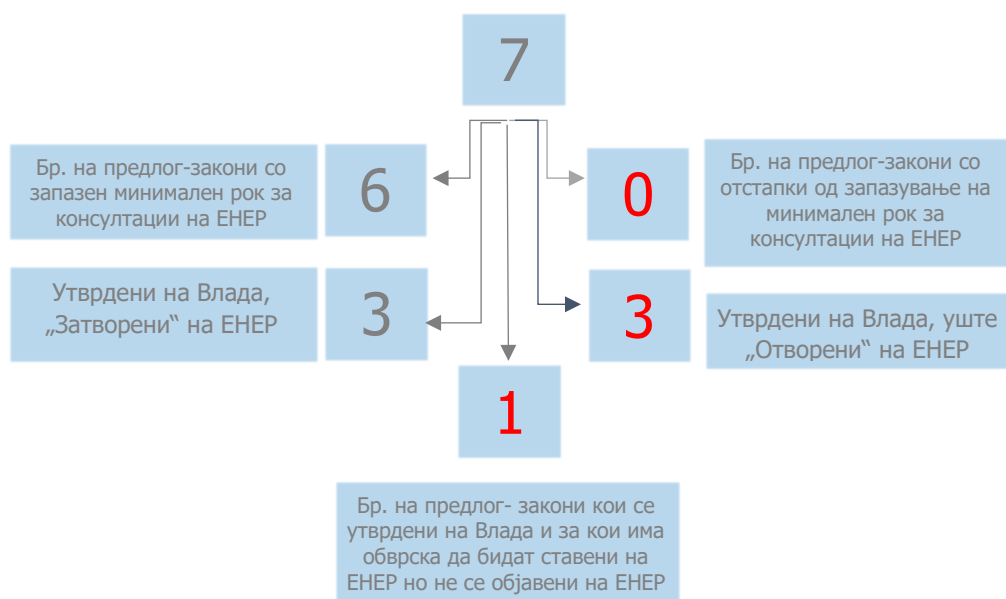 7
Бр. на предлог-закони со
запазен минимален рок за
консултации на ЕНЕР
6
0
Бр. на предлог-закони со
отстапки од запазување на
минимален рок за
консултации на ЕНЕР
Утврдени на Влада,
„Затворени“ на ЕНЕР
3
3
Утврдени на Влада, уште
„Отворени“ на ЕНЕР
1
Бр. на предлог- закони кои се
утврдени на Влада и за кои има
обврска да бидат ставени на
ЕНЕР но не се објавени на ЕНЕР